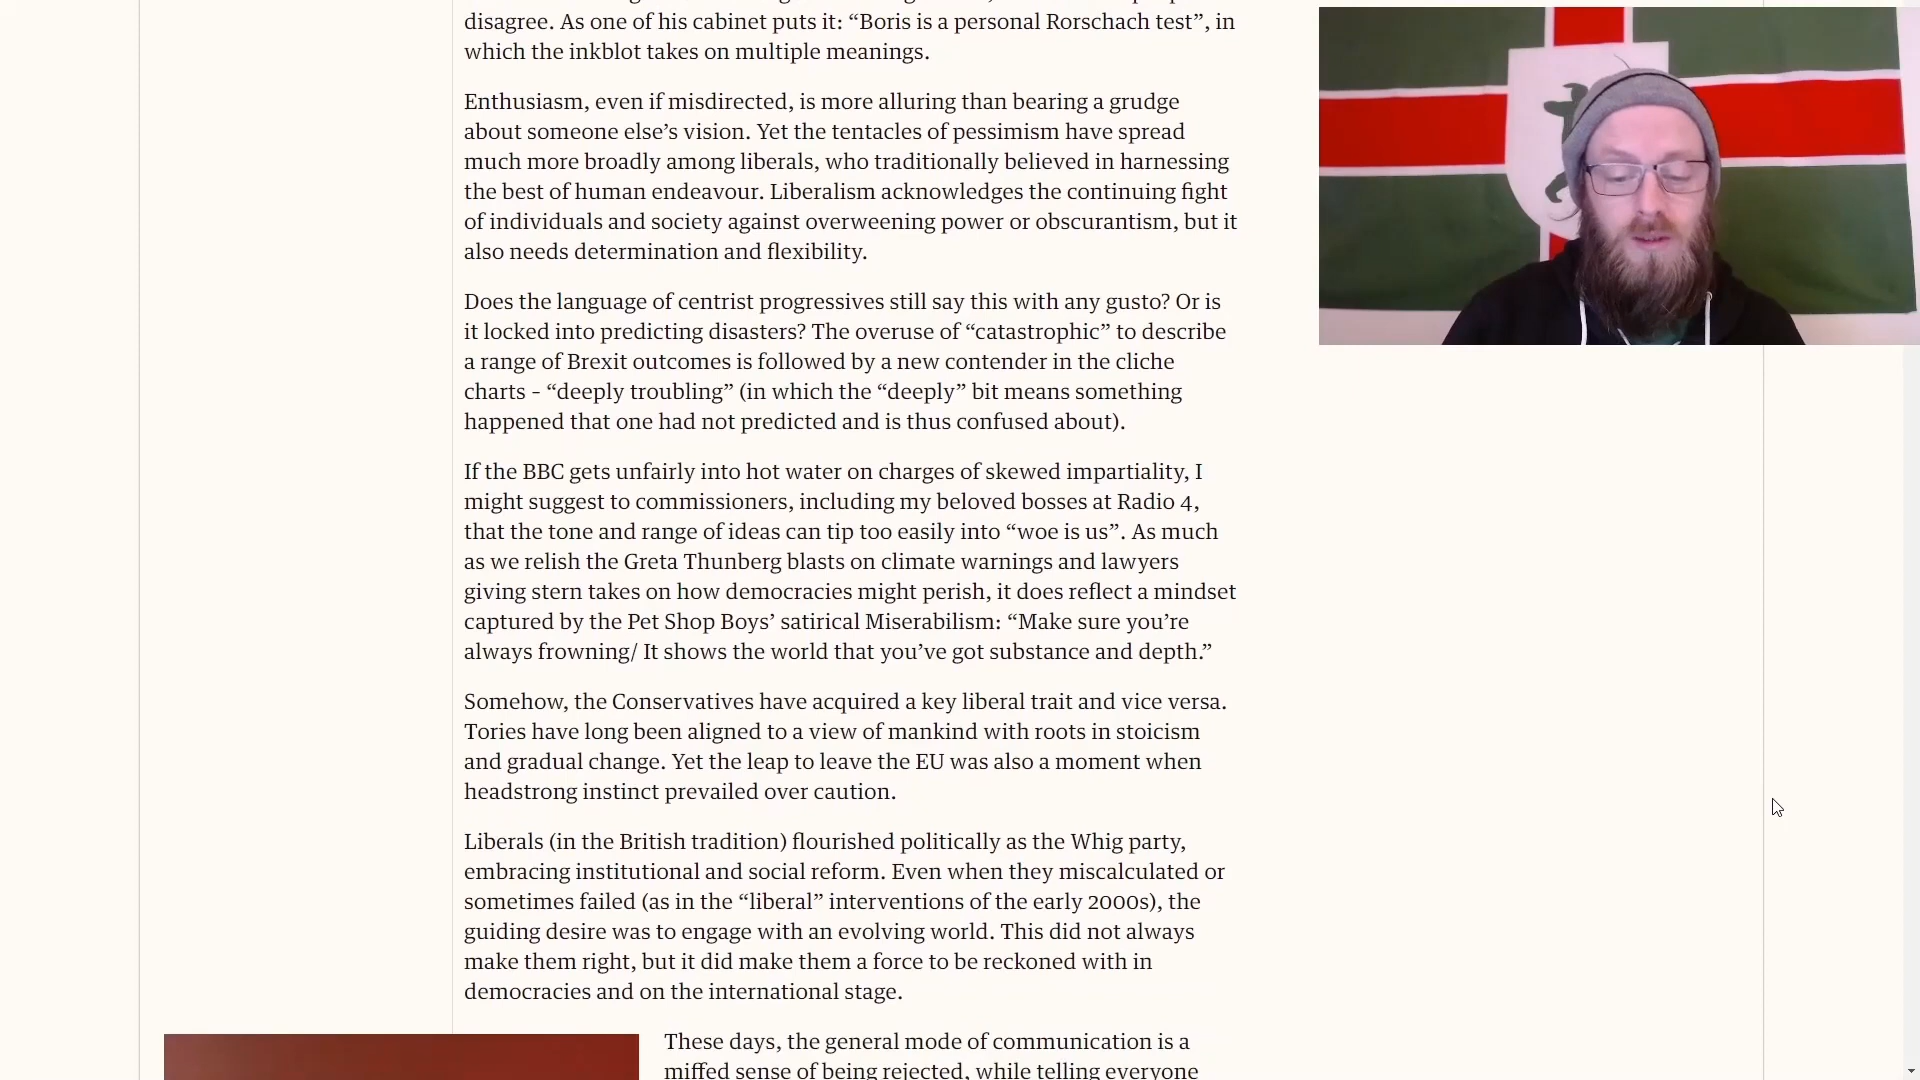 disagree. As one of his cabinet puts it: “Boris is a personal Rorschach test”, in
which the inkblot takes on multiple meanings.
Enthusiasm, even if misdirected, is more alluring than bearing a grudge
about someone else’s vision. Yet the tentacles of pessimism have spread
much more broadly among liberals, who traditionally believed in harnessing
the best of human endeavour. Liberalism acknowledges the continuing fight
of individuals and society against overweening power or obscurantism, but it
also needs determination and flexibility.
Does the language of centrist progressives still say this with any gusto? Or is
it locked into predicting disasters? The overuse of “catastrophic” to describe
a range of Brexit outcomes is followed by a new contender in the cliche
charts - “deeply troubling” (in which the “deeply” bit means something
happened that one had not predicted and is thus confused about).
If the BBC gets unfairly into hot water on charges of skewed impartiality, I
might suggest to commissioners, including my beloved bosses at Radio 4,
that the tone and range of ideas can tip too easily into “woe is us”. As much
as we relish the Greta Thunberg blasts on climate warnings and lawyers
giving stern takes on how democracies might perish, it does reflect a mindset
captured by the Pet Shop Boys’ satirical Miserabilism: “Make sure you’re
always frowning/ It shows the world that you’ve got substance and depth.”
Somehow, the Conservatives have acquired a key liberal trait and vice versa.
Tories have long been aligned to a view of mankind with roots in stoicism
and gradual change. Yet the leap to leave the EU was also a moment when
headstrong instinct prevailed over caution.
Liberals (in the British tradition) flourished politically as the Whig party,
embracing institutional and social reform. Even when they miscalculated or
sometimes failed (as in the “liberal” interventions of the early 2000s), the
guiding desire was to engage with an evolving world. This did not always
make them right, but it did make them a force to be reckoned with in
democracies and on the international stage.
These days, the general mode of communication is a
miffed sense of being rejected, while telling everyone